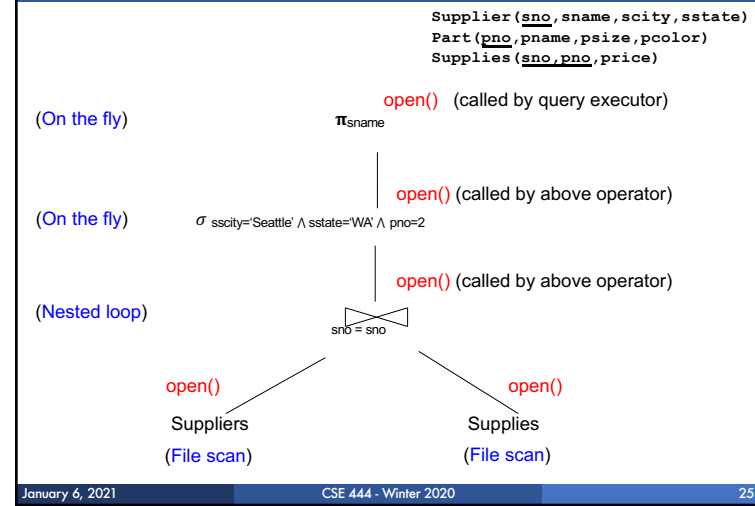 Supplier(sno,sname,scity,sstate)
Part(pno,pname,psize,pcolor)
Supplies(sno,pno,price)
open() (called by query executor)
(On the fly) πsname
open() (called by above operator)
(On the fly) σ sscity='Seattle' ∧ sstate='WA' ∧ pno=2
open() (called by above operator)
(Nested loop)
sno = sno
open() open()
Suppliers Supplies
(File scan) (File scan)
January 6, 2021 CSE 444 - Winter 2020 25